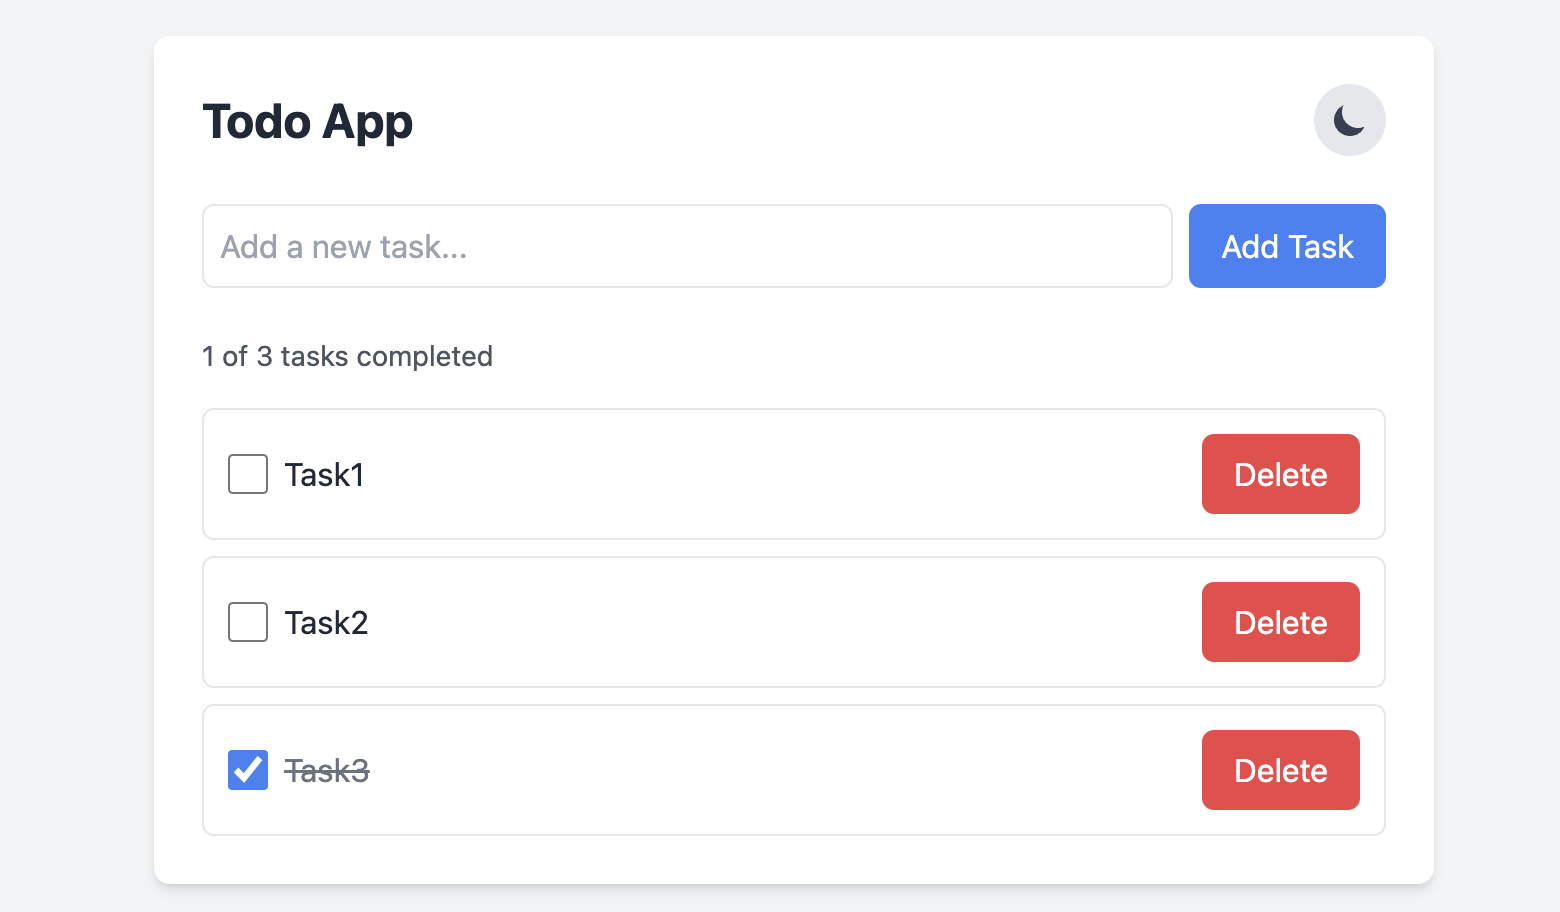 Todo App
Add a new task...
Add Task
1 of 3 tasks completed
Task1
Delete
Task2
Delete
Task3
Delete